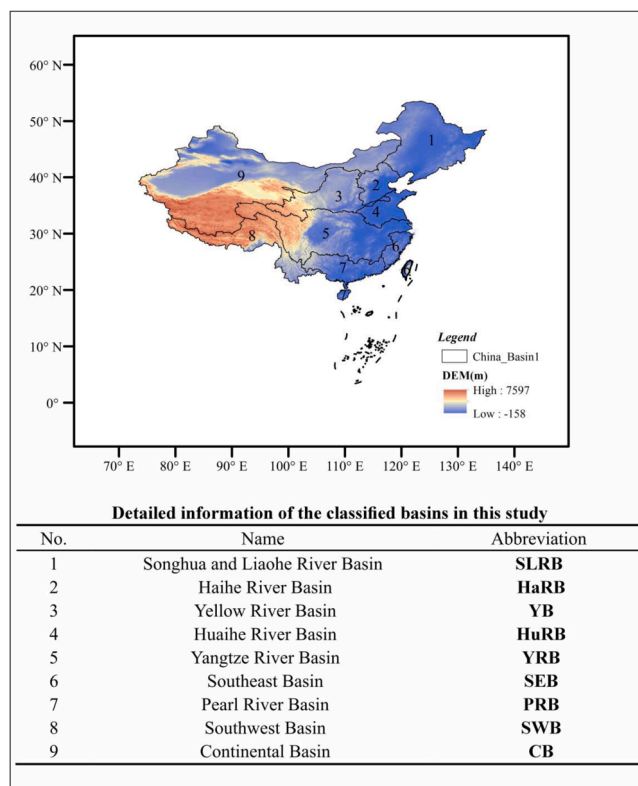 60° N
50° N
40° N
30° N
20° N
10° N
0°
1
2
9
3
4
5
8
6
7
6
Legend
China_Basin1
DEM(m)
High : 7597
Low : -158
70° E 80° E 90° E 100° E 110° E 120° E 130° E 140° E
Detailed information of the classified basins in this study
No. Name Abbreviation
1 Songhua and Liaohe River Basin SLRB
2 Haihe River Basin HaRB
3 Yellow River Basin YB
4 Huaihe River Basin HuRB
5 Yangtze River Basin YRB
6 Southeast Basin SEB
7 Pearl River Basin PRB
8 Southwest Basin SWB
9 Continental Basin CB